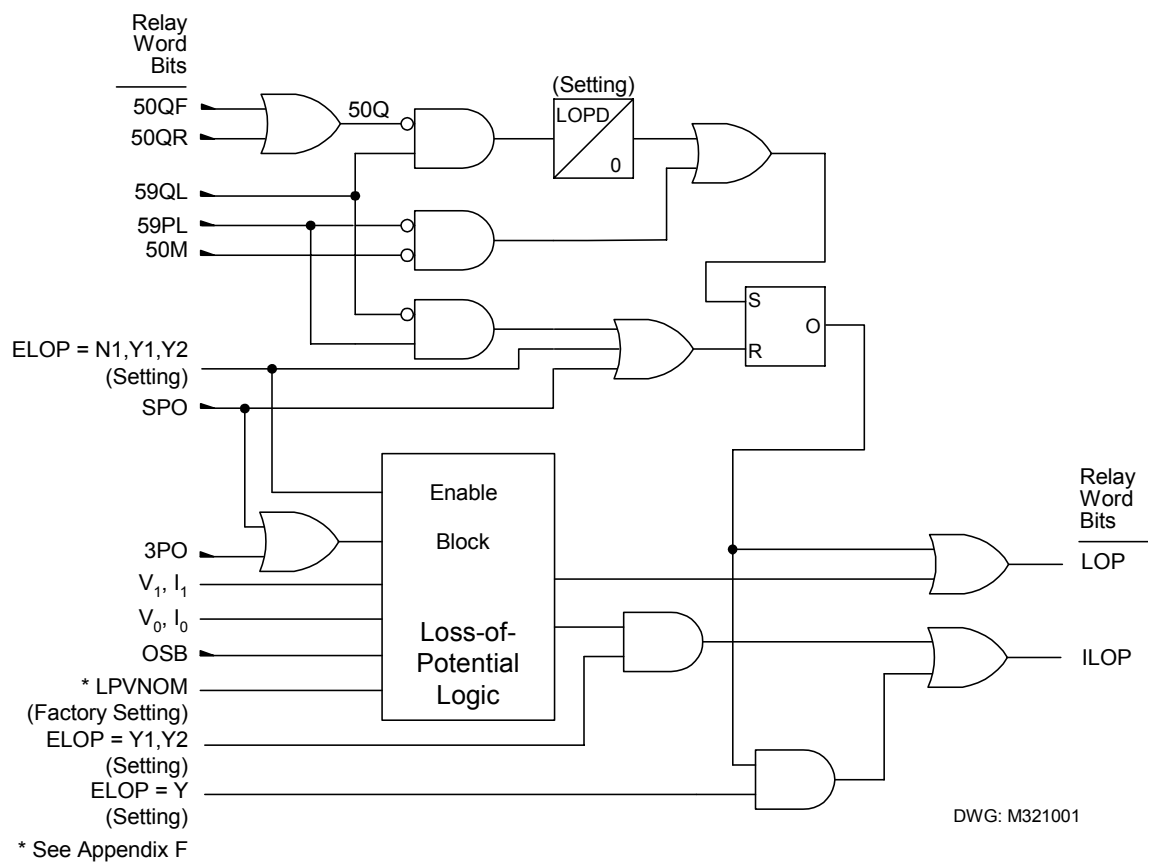 Relay
Word
Bits
50QF
50QR
50Q
(Setting)
LOPD
0
59QL
59PL
50M
S
O
R
ELOP = N1,Y1,Y2
(Setting)
SPO
Enable
Block
3PO
V1, I1
V0, I0
OSB
* LPVNOM
(Factory Setting)
Loss-of-
Potential
Logic
ELOP = Y1,Y2
(Setting)
ELOP = Y
(Setting)
* See Appendix F
Relay
Word
Bits
LOP
ILOP
DWG: M321001